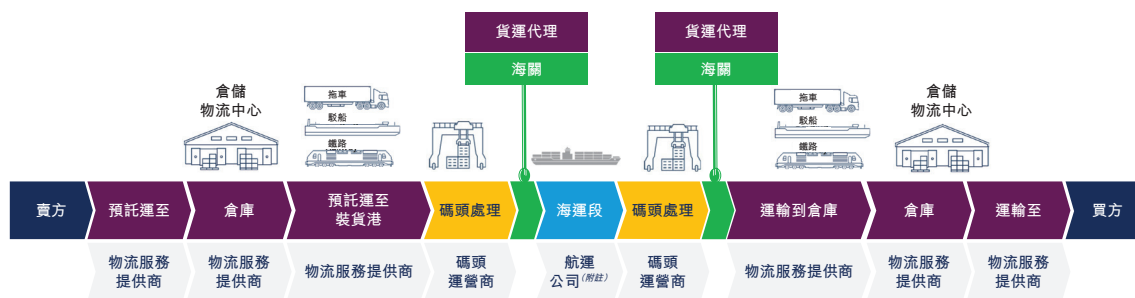 貨運代理
海關
貨運代理
海關
倉儲
物流中心
拖車
駁船
鐵路
拖車
駁船
鐵路
倉儲
物流中心
賣方
預託運至
倉庫
預託運至
裝貨港
碼頭處理
海運段
碼頭處理
運輸到倉庫
倉庫
運輸至
買方
物流服務
提供商
物流服務
提供商
物流服務提供商
碼頭
運營商
航運
公司(附註)
碼頭
運營商
物流服務提供商
物流服務
提供商
物流服務
提供商